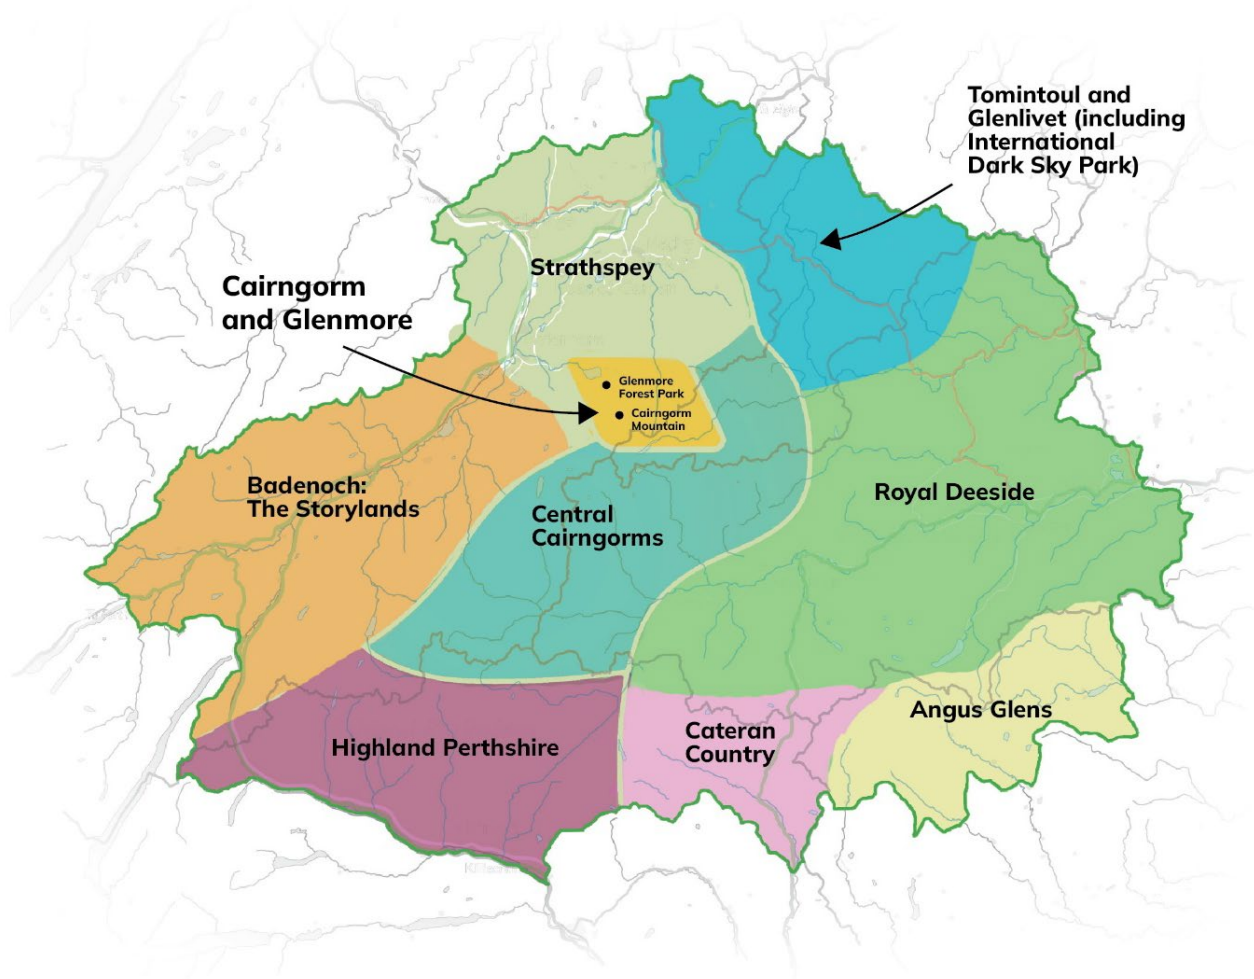 Tomintoul and
Glenlivet (including
International
Dark Sky Park)
Strathspey
Cairngorm
and Glenmore
Glenmore
Forest Park
Cairngorm
Mountain
Badenoch:
The Storylands
Central
Cairngorms
Royal Deeside
Angus Glens
Cateran
Country
Highland Perthshire